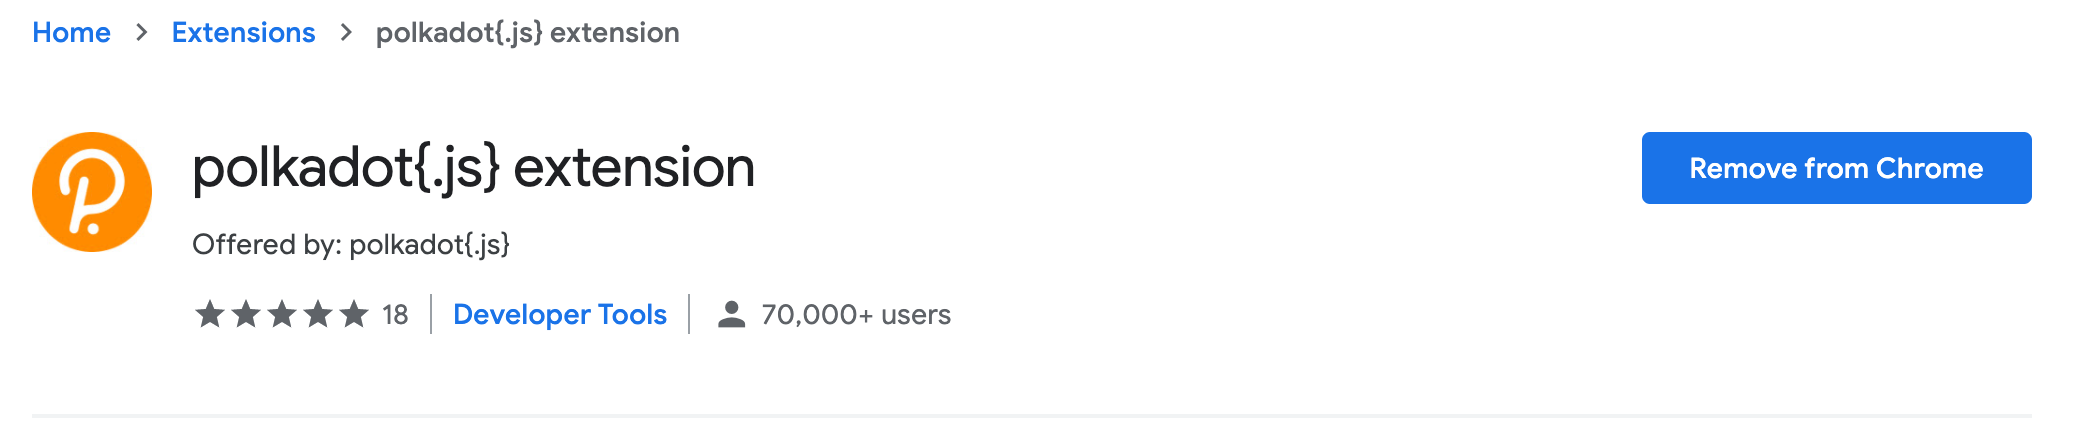 Home > Extensions > polkadot{.js} extension
polkadot{.js} extension
Remove from Chrome
Offered by: polkadot{.js}
18 | Developer Tools | 70,000+ users